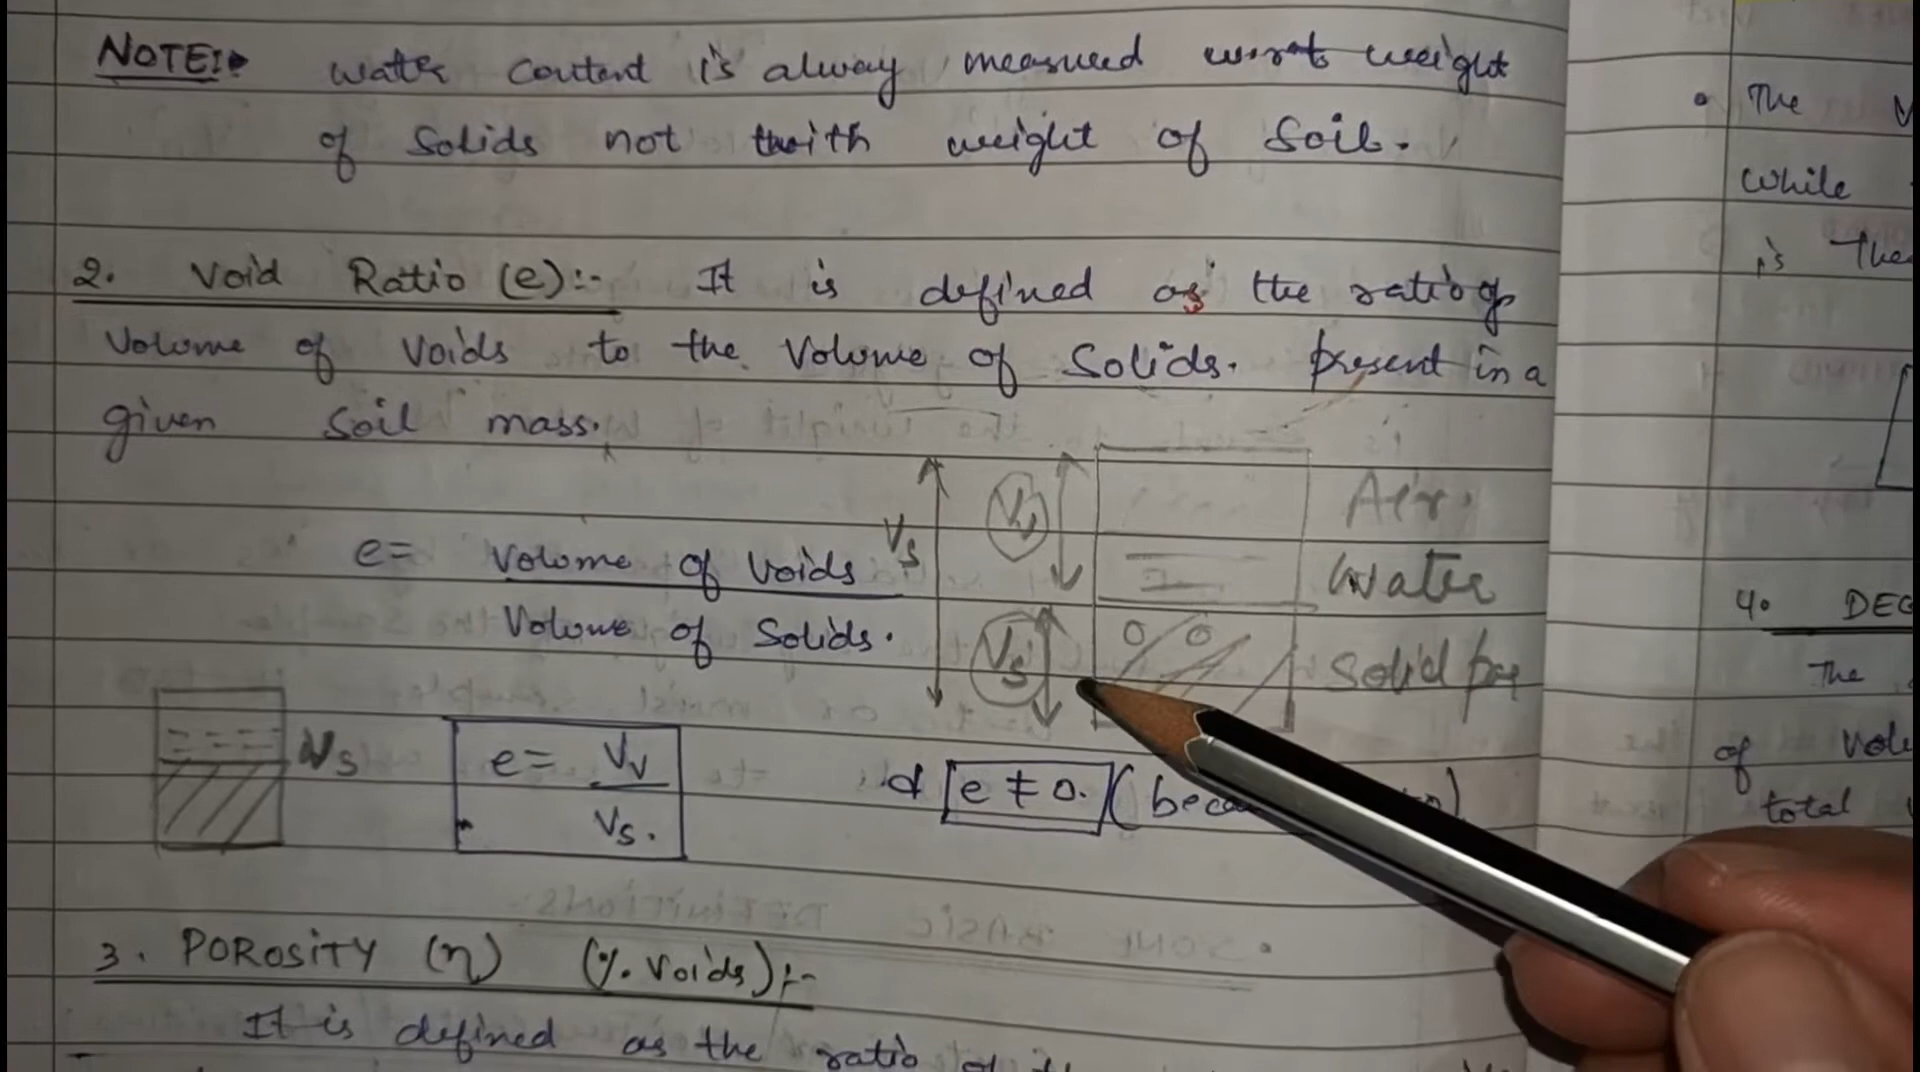 NOTE:- water content is alway measured w.r.t weight
of Solids not with weight of Soil.
2. Void Ratio (e):- It is defined as the ratio of
Volume of Voids to the Volume of Solids. Present in a
given Soil mass.
Air.
Vv
Vs
e= Volume of Voids
Water
Volume of Solids.
Vs
Solid
Vs
e= Vv
Vs.
e ≠ 0. (
3. POROSITY (η) (% Voids):-
It is defined as the ratio
• The
While
is The
4. DEG
The
of
total